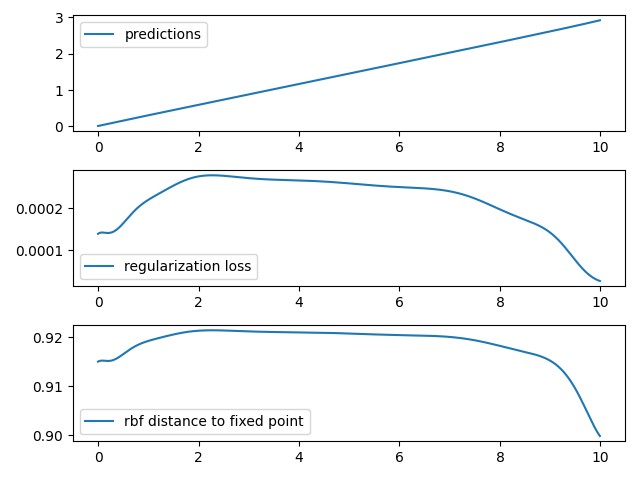 3
2
1
0
predictions
0 2 4 6 8 10
0.0002
0.0001
regularization loss
0 2 4 6 8 10
0.92
0.91
0.90
rbf distance to fixed point
0 2 4 6 8 10